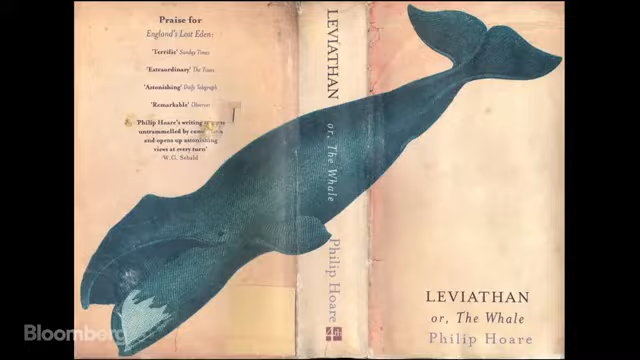 Praise for
England's Lost Eden:
'Terrific' Sunday Times
'Extraordinary' The Times
'Astonishing' Daily Telegraph
'Remarkable' Observer
'Philip Hoare's writing is quite
untrammelled by
and opens up astonishing
views at every turn'
W.G. Sebald
LEVIATHAN
or, The Whale
Philip Hoare
4th
LEVIATHAN
or, The Whale
Philip Hoare
Bloomberg